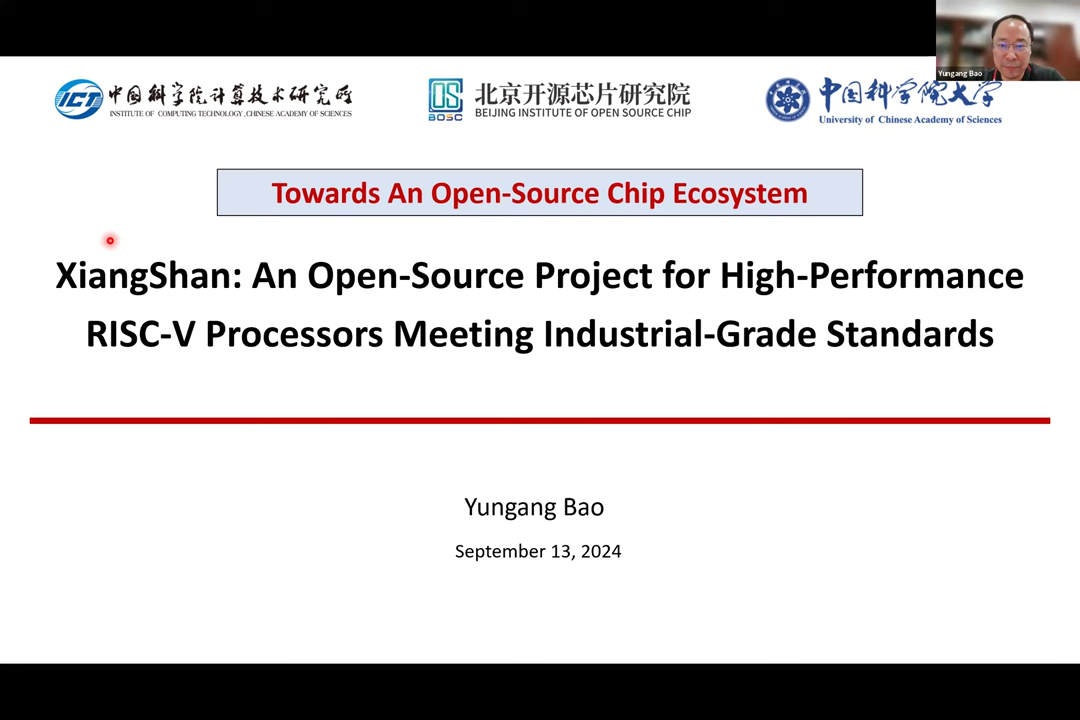 Yungang Bao
ICT 中国科学院计算技术研究所
INSTITUTE OF COMPUTING TECHNOLOGY, CHINESE ACADEMY OF SCIENCES
OS BOSC 北京开源芯片研究院
BEIJING INSTITUTE OF OPEN SOURCE CHIP
中国科学院大学
University of Chinese Academy of Sciences
Towards An Open-Source Chip Ecosystem
XiangShan: An Open-Source Project for High-Performance
RISC-V Processors Meeting Industrial-Grade Standards
Yungang Bao
September 13, 2024